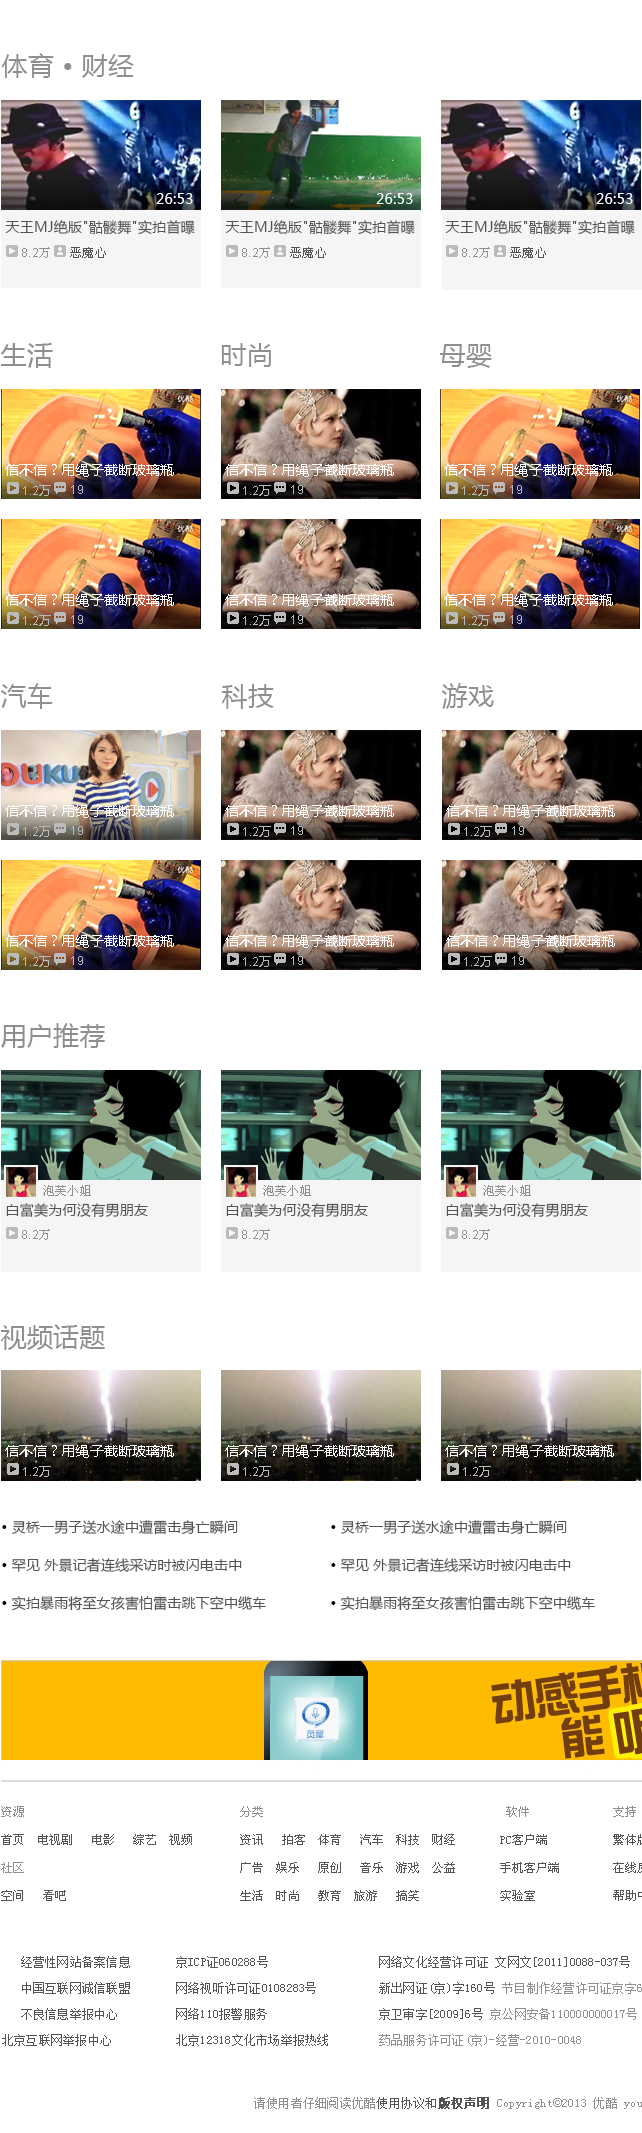 体育 • 财经
26:53 26:53 26:53
天王MJ绝版"骷髅舞"实拍首曝 天王MJ绝版"骷髅舞"实拍首曝 天王MJ绝版"骷髅舞"实拍首曝
8.2万 恶魔心 8.2万 恶魔心 8.2万 恶魔心
生活 时尚 母婴
优酷 优酷
信不信？用绳子截断玻璃瓶 信不信？用绳子截断玻璃瓶 信不信？用绳子截断玻璃瓶
1.2万 19 1.2万 19 1.2万 19
优酷 优酷
信不信？用绳子截断玻璃瓶 信不信？用绳子截断玻璃瓶 信不信？用绳子截断玻璃瓶
1.2万 19 1.2万 19 1.2万 19
汽车 科技 游戏
OUKU
信不信？用绳子截断玻璃瓶 信不信？用绳子截断玻璃瓶 信不信？用绳子截断玻璃瓶
1.2万 19 1.2万 19 1.2万 19
优酷
信不信？用绳子截断玻璃瓶 信不信？用绳子截断玻璃瓶 信不信？用绳子截断玻璃瓶
1.2万 19 1.2万 19 1.2万 19
用户推荐
泡芙小姐 泡芙小姐 泡芙小姐
白富美为何没有男朋友 白富美为何没有男朋友 白富美为何没有男朋友
8.2万 8.2万 8.2万
视频话题
信不信？用绳子截断玻璃瓶 信不信？用绳子截断玻璃瓶 信不信？用绳子截断玻璃瓶
1.2万 1.2万 1.2万
• 灵桥一男子送水途中遭雷击身亡瞬间 • 灵桥一男子送水途中遭雷击身亡瞬间
• 罕见 外景记者连线采访时被闪电击中 • 罕见 外景记者连线采访时被闪电击中
• 实拍暴雨将至女孩害怕雷击跳下空中缆车 • 实拍暴雨将至女孩害怕雷击跳下空中缆车
动感手机
灵犀 能
资源 分类 软件 支持
首页 电视剧 电影 综艺 视频 资讯 拍客 体育 汽车 科技 财经 PC客户端 繁体版
社区 广告 娱乐 原创 音乐 游戏 公益 手机客户端 在线
空间 看吧 生活 时尚 教育 旅游 搞笑 实验室 帮助中
经营性网站备案信息 京ICP证060288号 网络文化经营许可证 文网文[2011]0088-037号
中国互联网诚信联盟 网络视听许可证0108283号 新出网证(京)字160号 节目制作经营许可证京字6
不良信息举报中心 网络110报警服务 京卫审字[2009]6号 京公网安备110000000017号
北京互联网举报中心 北京12318文化市场举报热线 药品服务许可证(京)-经营-2010-0048
请使用者仔细阅读优酷使用协议和版权声明 Copyright©2013 优酷 you